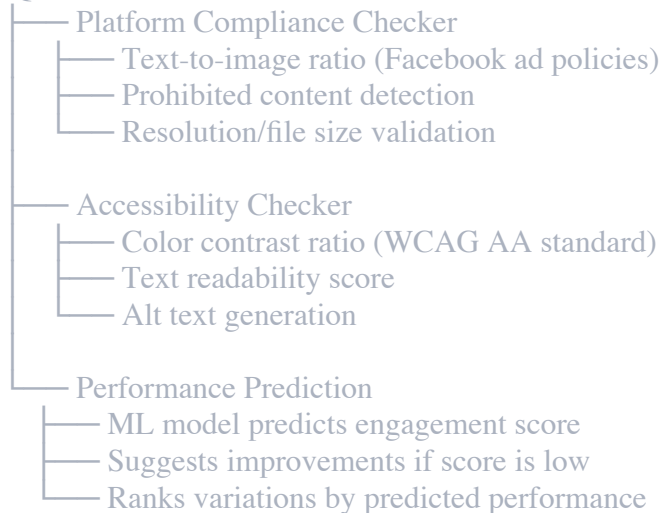 Platform Compliance Checker
Text-to-image ratio (Facebook ad policies)
Prohibited content detection
Resolution/file size validation
Accessibility Checker
Color contrast ratio (WCAG AA standard)
Text readability score
Alt text generation
Performance Prediction
ML model predicts engagement score
Suggests improvements if score is low
Ranks variations by predicted performance